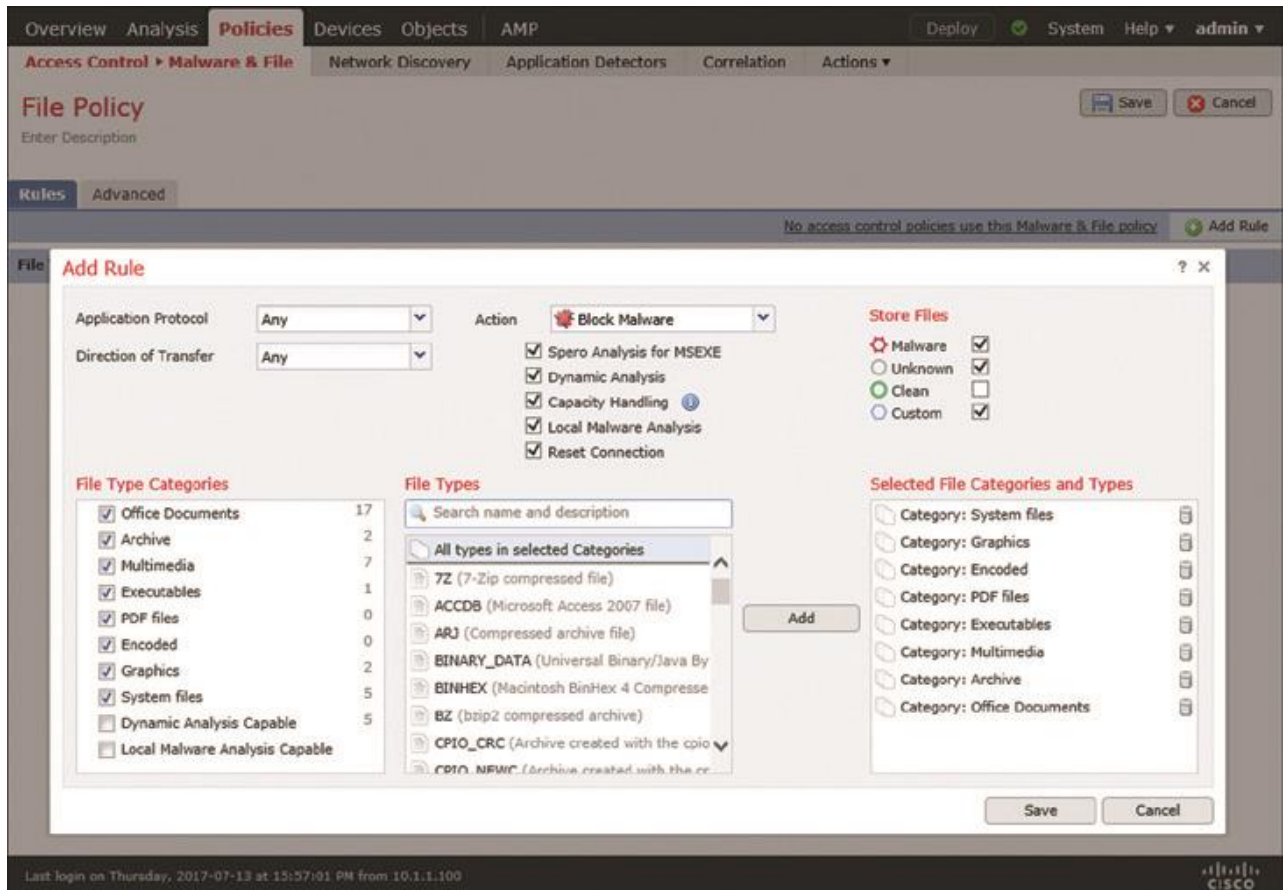 Overview Analysis Policies Devices Objects AMP Deploy System Help admin
Access Control ▸ Malware & File Network Discovery Application Detectors Correlation Actions
File Policy
Save Cancel
Enter Description
Rules Advanced
No access control policies use this Malware & File policy Add Rule
File
Add Rule ? ×
Application Protocol Any Action Block Malware Store Files
Malware
Direction of Transfer Any Spero Analysis for MSEXE
Unknown
Dynamic Analysis
Clean
Capacity Handling
Custom
Local Malware Analysis
Reset Connection
File Type Categories File Types Selected File Categories and Types
Office Documents 17
Archive 2
Multimedia 7
Executables 1
PDF files 0
Encoded 0
Graphics 2
System files 5
Dynamic Analysis Capable 5
Local Malware Analysis Capable
Search name and description
All types in selected Categories
7Z (7-Zip compressed file)
ACCDB (Microsoft Access 2007 file)
ARJ (Compressed archive file)
BINARY_DATA (Universal Binary/Java By
BINHEX (Macintosh BinHex 4 Compresse
BZ (bzip2 compressed archive)
CPIO_CRC (Archive created with the cpio
CPIO_NEWC (Archive created with the cp
Add
Category: System files
Category: Graphics
Category: Encoded
Category: PDF files
Category: Executables
Category: Multimedia
Category: Archive
Category: Office Documents
Save Cancel
Last login on Thursday, 2017-07-13 at 15:57:01 PM from 10.1.1.100
CISCO